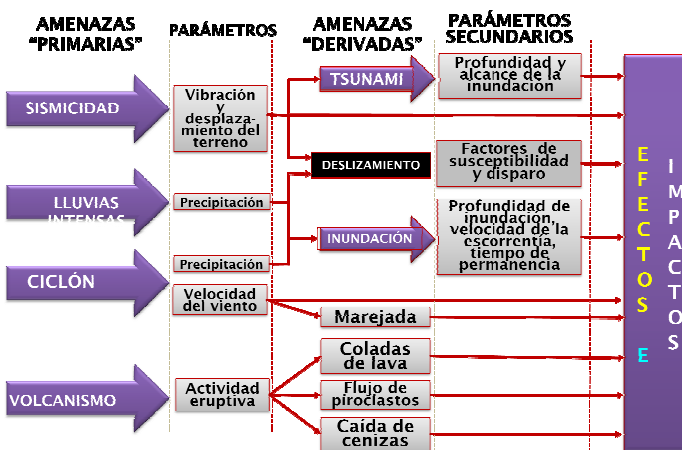 AMENAZAS
“PRIMARIAS”
PARÁMETROS
AMENAZAS
“DERIVADAS”
PARÁMETROS
SECUNDARIOS
SISMICIDAD
Vibración
y
desplaza-
miento del
terreno
TSUNAMI
Profundidad y
alcance de la
inundación
DESLIZAMIENTO
Factores de
susceptibilidad
y disparo
LLUVIAS
INTENSAS
Precipitación
INUNDACIÓN
Profundidad de
inundación,
velocidad de la
escorrentía,
tiempo de
permanencia
CICLÓN
Precipitación
Velocidad
del viento
Marejada
VOLCANISMO
Actividad
eruptiva
Coladas
de lava
Flujo de
piroclastos
Caída de
cenizas
EFECTOS E
IMPACTOS